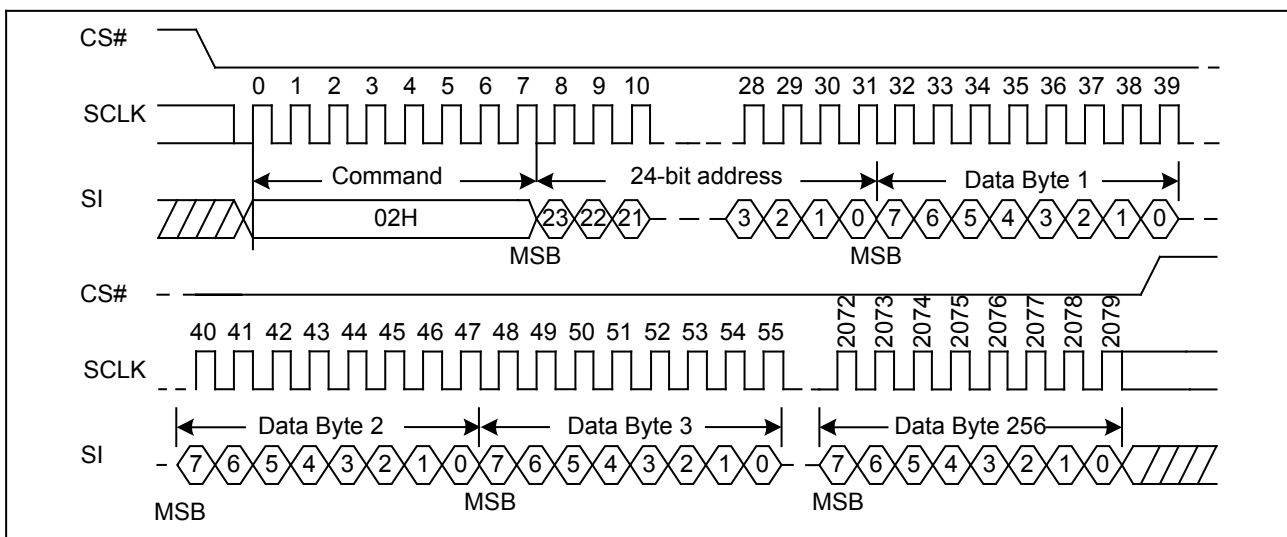 CS#
0 1 2 3 4 5 6 7 8 9 10 28 29 30 31 32 33 34 35 36 37 38 39
SCLK
Command 24-bit address Data Byte 1
SI
02H 23 22 21 3 2 1 0 7 6 5 4 3 2 1 0
MSB MSB
CS#
40 41 42 43 44 45 46 47 48 49 50 51 52 53 54 55 2072 2073 2074 2075 2076 2077 2078 2079
SCLK
Data Byte 2 Data Byte 3 Data Byte 256
SI
7 6 5 4 3 2 1 0 7 6 5 4 3 2 1 0 7 6 5 4 3 2 1 0
MSB MSB MSB